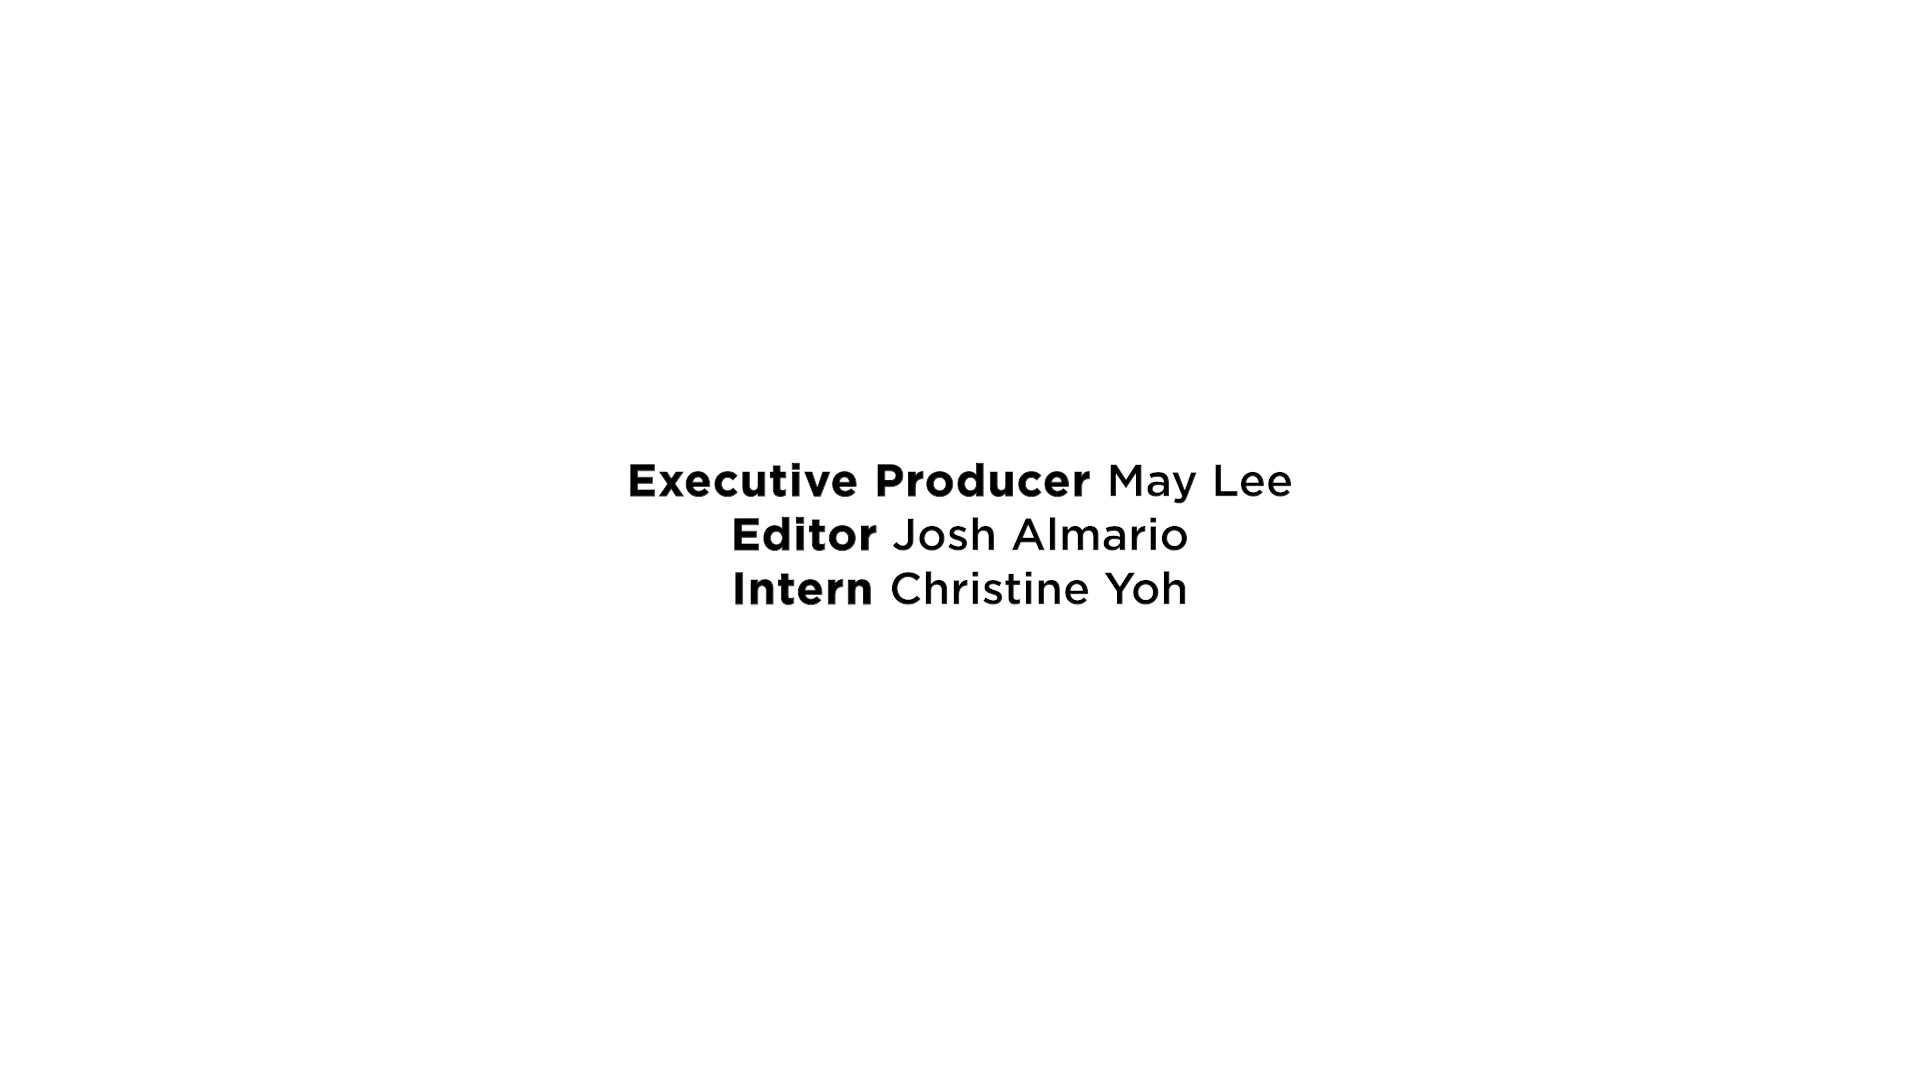 Executive Producer May Lee
Editor Josh Almario
Intern Christine Yoh